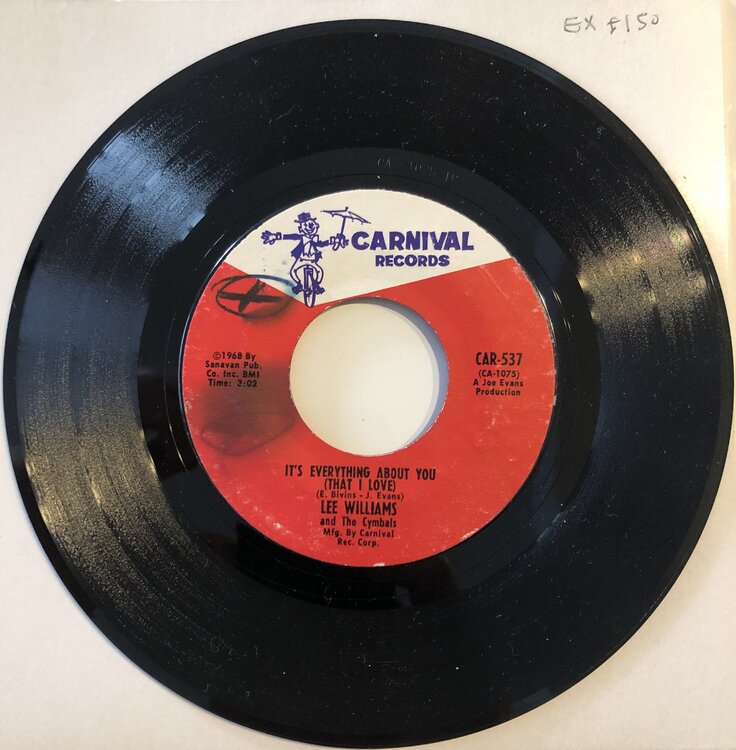 EX £150
CARNIVAL
RECORDS
©1968 By
Sanavan Pub.
Co. Inc. BMI
Time: 3:02
CAR-537
(CA-1075)
A Joe Evans
Production
IT'S EVERYTHING ABOUT YOU
(THAT I LOVE)
(E. Bivins - J. Evans)
LEE WILLIAMS
and The Cymbals
Mfg. By Carnival
Rec. Corp.